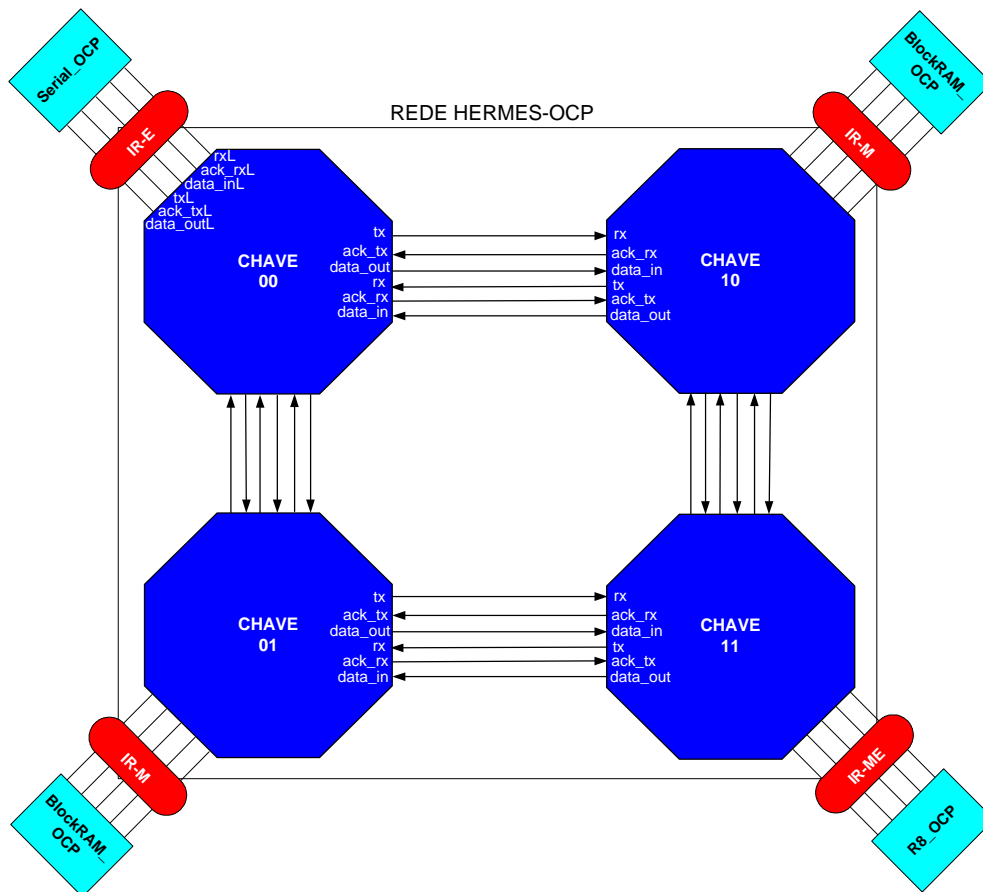 Serial_OCP
IR-E
BlockRAM_
OCP
IR-M
REDE HERMES-OCP
rxL
ack_rxL
data_inL
txL
ack_txL
data_outL
CHAVE
00
tx
ack_tx
data_out
rx
ack_rx
data_in
rx
ack_rx
data_in
tx
ack_tx
data_out
CHAVE
10
CHAVE
01
tx
ack_tx
data_out
rx
ack_rx
data_in
rx
ack_rx
data_in
tx
ack_tx
data_out
CHAVE
11
IR-M
BlockRAM_
OCP
IR-ME
R8_OCP